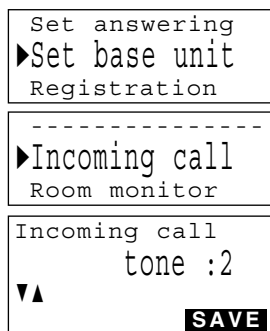 Set answering
▶Set base unit
Registration
---------------
▶Incoming call
Room monitor
Incoming call
tone :2
▼▲
SAVE